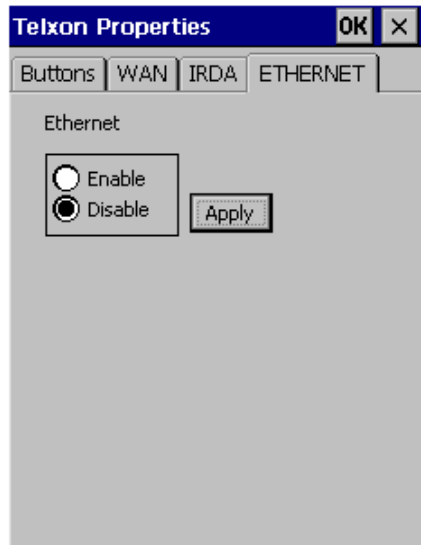 Telxon Properties OK ×
Buttons WAN IRDA ETHERNET
Ethernet
Enable
Disable
Apply